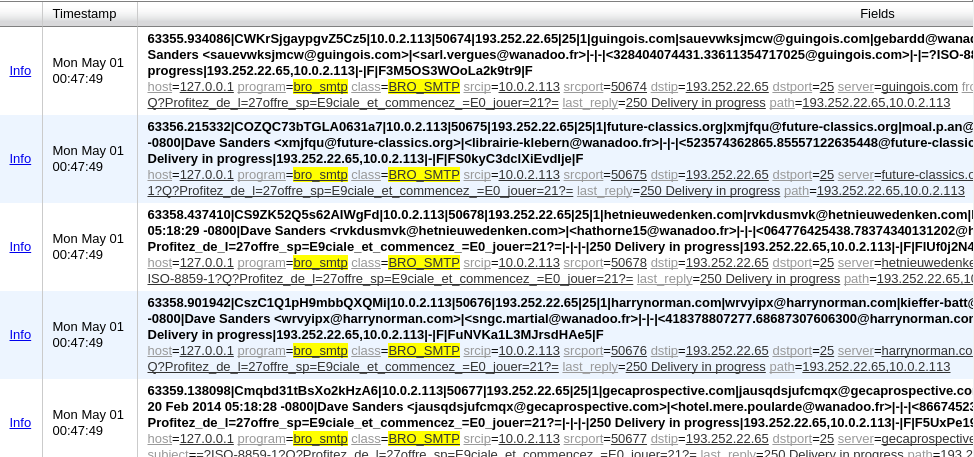 Timestamp Fields
63355.934086|CWKrSjgaypgvZ5Cz5|10.0.2.113|50674|193.252.22.65|25|1|guingois.com|sauevwksjmcw@guingois.com|gebardd@wanad
Sanders <sauevwksjmcw@guingois.com>|<sarl.vergues@wanadoo.fr>|-|-|<328404074431.33611354717025@guingois.com>|-|=?ISO-88
Info Mon May 01 00:47:49 progress|193.252.22.65,10.0.2.113|-|F|F3M5OS3WOoLa2k9tr9|F
host=127.0.0.1 program=bro_smtp class=BRO_SMTP srcip=10.0.2.113 srcport=50674 dstip=193.252.22.65 dstport=25 server=guingois.com fro
Q?Profitez_de_l=27offre_sp=E9ciale_et_commencez_=E0_jouer=21?= last_reply=250 Delivery in progress path=193.252.22.65,10.0.2.113
63356.215332|COZQC73bTGLA0631a7|10.0.2.113|50675|193.252.22.65|25|1|future-classics.org|xmjfqu@future-classics.org|moal.p.an@
-0800|Dave Sanders <xmjfqu@future-classics.org>|<librairie-klebern@wanadoo.fr>|-|-|<523574362865.85557122635448@future-classic
Info Mon May 01 00:47:49 Delivery in progress|193.252.22.65,10.0.2.113|-|F|FS0kyC3dclXiEvdlje|F
host=127.0.0.1 program=bro_smtp class=BRO_SMTP srcip=10.0.2.113 srcport=50675 dstip=193.252.22.65 dstport=25 server=future-classics.o
1?Q?Profitez_de_l=27offre_sp=E9ciale_et_commencez_=E0_jouer=21?= last_reply=250 Delivery in progress path=193.252.22.65,10.0.2.113
63358.437410|CS9ZK52Q5s62AIWgFd|10.0.2.113|50678|193.252.22.65|25|1|hetnieuwedenken.com|rvkdusmvk@hetnieuwedenken.com|
05:18:29 -0800|Dave Sanders <rvkdusmvk@hetnieuwedenken.com>|<hathorne15@wanadoo.fr>|-|-|<064776425438.78374340131202@h
Info Mon May 01 00:47:49 Profitez_de_l=27offre_sp=E9ciale_et_commencez_=E0_jouer=21?=|-|-|-|250 Delivery in progress|193.252.22.65,10.0.2.113|-|F|FIUf0j2N4
host=127.0.0.1 program=bro_smtp class=BRO_SMTP srcip=10.0.2.113 srcport=50678 dstip=193.252.22.65 dstport=25 server=hetnieuwedenke
ISO-8859-1?Q?Profitez_de_l=27offre_sp=E9ciale_et_commencez_=E0_jouer=21?= last_reply=250 Delivery in progress path=193.252.22.65,10
63358.901942|CszC1Q1pH9mbbQXQMi|10.0.2.113|50676|193.252.22.65|25|1|harrynorman.com|wrvyipx@harrynorman.com|kieffer-batt@
-0800|Dave Sanders <wrvyipx@harrynorman.com>|<sngc.martial@wanadoo.fr>|-|-|<418378807277.68687307606300@harrynorman.com
Info Mon May 01 00:47:49 Delivery in progress|193.252.22.65,10.0.2.113|-|F|FuNVKa1L3MJrsdHAe5|F
host=127.0.0.1 program=bro_smtp class=BRO_SMTP srcip=10.0.2.113 srcport=50676 dstip=193.252.22.65 dstport=25 server=harrynorman.co
Q?Profitez_de_l=27offre_sp=E9ciale_et_commencez_=E0_jouer=21?= last_reply=250 Delivery in progress path=193.252.22.65,10.0.2.113
63359.138098|Cmqbd31tBsXo2kHzA6|10.0.2.113|50677|193.252.22.65|25|1|gecaprospective.com|jausqdsjufcmqx@gecaprospective.co
20 Feb 2014 05:18:28 -0800|Dave Sanders <jausqdsjufcmqx@gecaprospective.com>|<hotel.mere.poularde@wanadoo.fr>|-|-|<86674523
Info Mon May 01 00:47:49 Profitez_de_l=27offre_sp=E9ciale_et_commencez_=E0_jouer=21?=|-|-|-|250 Delivery in progress|193.252.22.65,10.0.2.113|-|F|F5UxPe19
host=127.0.0.1 program=bro_smtp class=BRO_SMTP srcip=10.0.2.113 srcport=50677 dstip=193.252.22.65 dstport=25 server=gecaprospective
subject==?ISO-8859-1?Q?Profitez_de_l=27offre_sp=E9ciale_et_commencez_=E0_jouer=21?= last_reply=250 Delivery in progress path=193.2